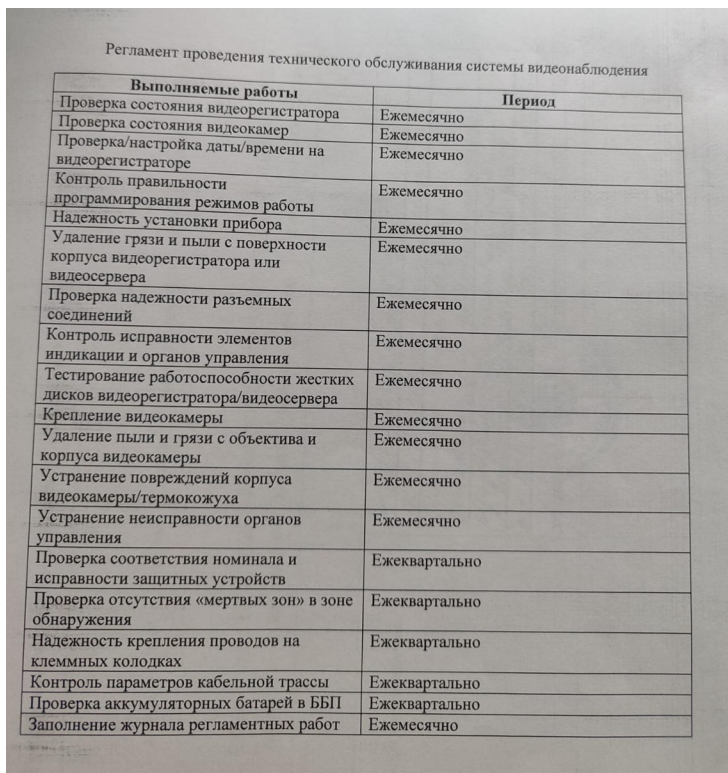 Регламент проведения технического обслуживания системы видеонаблюдения
Выполняемые работы Период
Проверка состояния видеорегистратора Ежемесячно
Проверка состояния видеокамер Ежемесячно
Проверка/настройка даты/времени на Ежемесячно
видеорегистраторе
Контроль правильности Ежемесячно
программирования режимов работы
Надежность установки прибора Ежемесячно
Удаление грязи и пыли с поверхности Ежемесячно
корпуса видеорегистратора или
видеосервера
Проверка надежности разъемных Ежемесячно
соединений
Контроль исправности элементов Ежемесячно
индикации и органов управления
Тестирование работоспособности жестких Ежемесячно
дисков видеорегистратора/видеосервера
Крепление видеокамеры Ежемесячно
Удаление пыли и грязи с объектива и Ежемесячно
корпуса видеокамеры
Устранение повреждений корпуса Ежемесячно
видеокамеры/термокожуха
Устранение неисправности органов Ежемесячно
управления
Проверка соответствия номинала и Ежеквартально
исправности защитных устройств
Проверка отсутствия «мертвых зон» в зоне Ежеквартально
обнаружения
Надежность крепления проводов на Ежеквартально
клеммных колодках
Контроль параметров кабельной трассы Ежеквартально
Проверка аккумуляторных батарей в ББП Ежеквартально
Заполнение журнала регламентных работ Ежемесячно